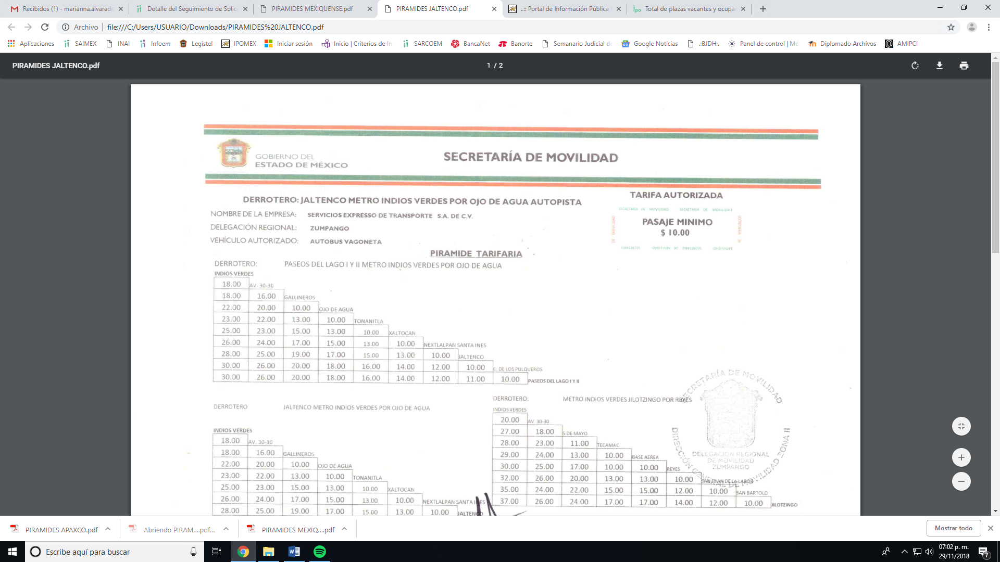 Recibidos (1) - marianna.alvarado
Detalle del Seguimiento de Solici
PIRAMIDES MEXIQUENSE.pdf
PIRAMIDES JALTENCO.pdf
..:: Portal de Información Pública
Total de plazas vacantes y ocupa
Archivo
file:///C:/Users/USUARIO/Downloads/PIRAMIDES%20JALTENCO.pdf
Aplicaciones
SAIMEX
INAI
Infoem
Legistel
IPOMEX
Iniciar sesión
Inicio | Criterios de In
SARCOEM
BancaNet
Banorte
Semanario Judicial de
Google Noticias
.:BJDH:.
Panel de control | Mé
Diplomado Archivos
AMIPCI
PIRAMIDES JALTENCO.pdf
1 / 2
GOBIERNO DEL
ESTADO DE MÉXICO
SECRETARÍA DE MOVILIDAD
DERROTERO: JALTENCO METRO INDIOS VERDES POR OJO DE AGUA AUTOPISTA
NOMBRE DE LA EMPRESA: SERVICIOS EXPRESSO DE TRANSPORTE S.A. DE C.V.
DELEGACIÓN REGIONAL: ZUMPANGO
VEHÍCULO AUTORIZADO: AUTOBUS VAGONETA
TARIFA AUTORIZADA
SECRETARÍA DE MOVILIDAD SECRETARÍA DE MOVILIDAD
PASAJE MINIMO
$ 10.00
PIRAMIDE TARIFARIA
DERROTERO: PASEOS DEL LAGO I Y II METRO INDIOS VERDES POR OJO DE AGUA
INDIOS VERDES
18.00 AV. 30-30
18.00 16.00 GALLINEROS
22.00 20.00 10.00 OJO DE AGUA
23.00 22.00 13.00 10.00 TONANITLA
25.00 23.00 15.00 13.00 10.00 XALTOCAN
26.00 24.00 17.00 15.00 13.00 10.00 NEXTLALPAN SANTA INES
28.00 25.00 19.00 17.00 15.00 13.00 10.00 JALTENCO
30.00 26.00 20.00 18.00 16.00 14.00 12.00 10.00 C. DE LOS PULQUEROS
30.00 26.00 20.00 18.00 16.00 14.00 12.00 11.00 10.00 PASEOS DEL LAGO I Y II
DERROTERO JALTENCO METRO INDIOS VERDES POR OJO DE AGUA
INDIOS VERDES
18.00 AV. 30-30
18.00 16.00 GALLINEROS
22.00 20.00 10.00 OJO DE AGUA
23.00 22.00 13.00 10.00 TONANITLA
25.00 23.00 15.00 13.00 10.00 XALTOCAN
26.00 24.00 17.00 15.00 13.00 10.00 NEXTLALPAN SANTA INES
28.00 25.00 19.00 17.00 15.00 13.00 10.00 JALTENCO
DERROTERO: METRO INDIOS VERDES JILOTZINGO POR REYES
INDIOS VERDES
20.00 AV. 30-30
27.00 18.00 5 DE MAYO
28.00 23.00 11.00 TECAMAC
29.00 24.00 13.00 10.00 BASE AEREA
30.00 25.00 17.00 10.00 10.00 REYES
32.00 26.00 20.00 13.00 13.00 10.00 SAN JUAN DE LA LABOR
35.00 24.00 22.00 15.00 15.00 12.00 10.00 SAN BARTOLO
37.00 26.00 24.00 17.00 17.00 14.00 12.00 10.00 JILOTZINGO
SECRETARÍA DE MOVILIDAD
DELEGACIÓN REGIONAL
DE MOVILIDAD
ZUMPANGO
DIRECCIÓN GENERAL DE MOVILIDAD ZONA II
PIRAMIDES APAXCO.pdf
Abriendo PIRAM....pdf...
PIRAMIDES MEXIQ....pdf
Mostrar todo
Escribe aquí para buscar
07:02 p. m.
29/11/2018
7